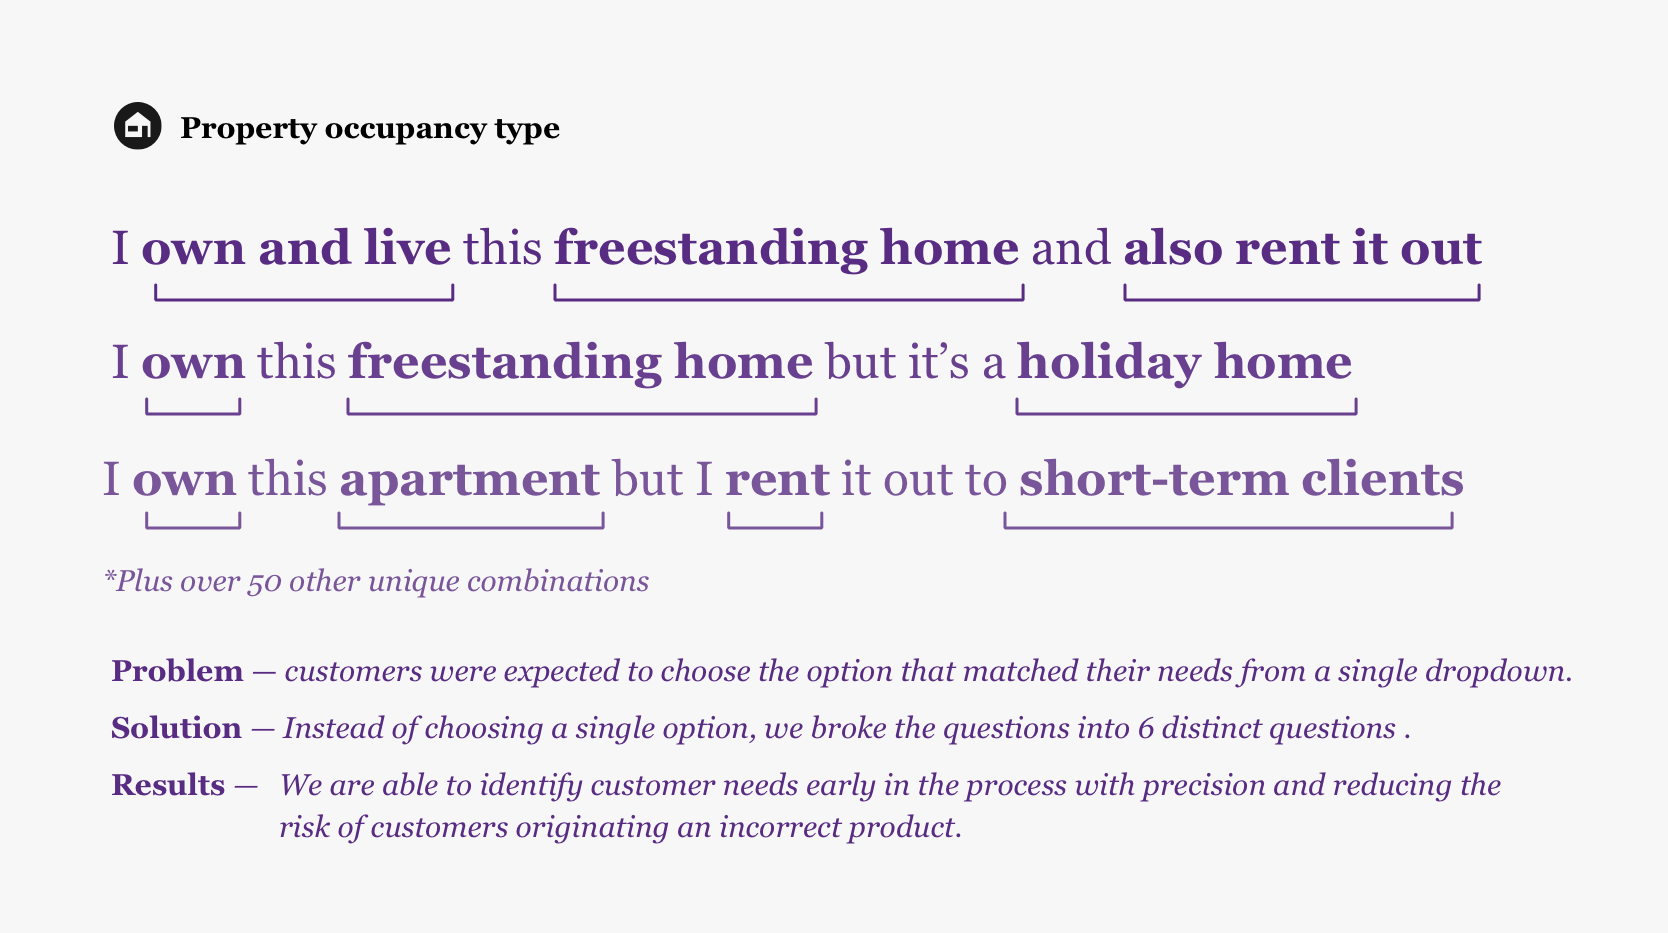 Property occupancy type
I own and live this freestanding home and also rent it out
I own this freestanding home but it’s a holiday home
I own this apartment but I rent it out to short-term clients
*Plus over 50 other unique combinations
Problem — customers were expected to choose the option that matched their needs from a single dropdown.
Solution — Instead of choosing a single option, we broke the questions into 6 distinct questions .
Results — We are able to identify customer needs early in the process with precision and reducing the
risk of customers originating an incorrect product.